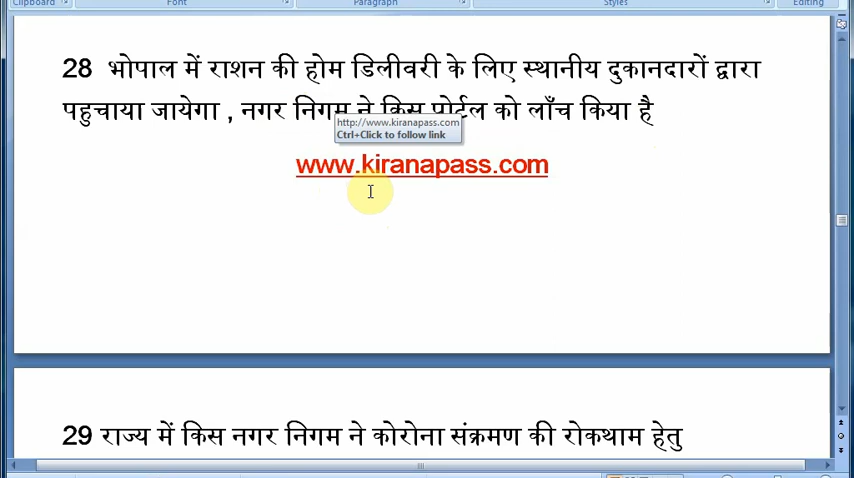 Clipboard
Font
Paragraph
Styles
Editing
28 भोपाल में राशन की होम डिलीवरी के लिए स्थानीय दुकानदारों द्वारा
पहुचाया जायेगा , नगर निगम ने किस पोर्टल को लाँच किया है
http://www.kiranapass.com
Ctrl+Click to follow link
www.kiranapass.com
29 राज्य में किस नगर निगम ने कोरोना संक्रमण की रोकथाम हेतु